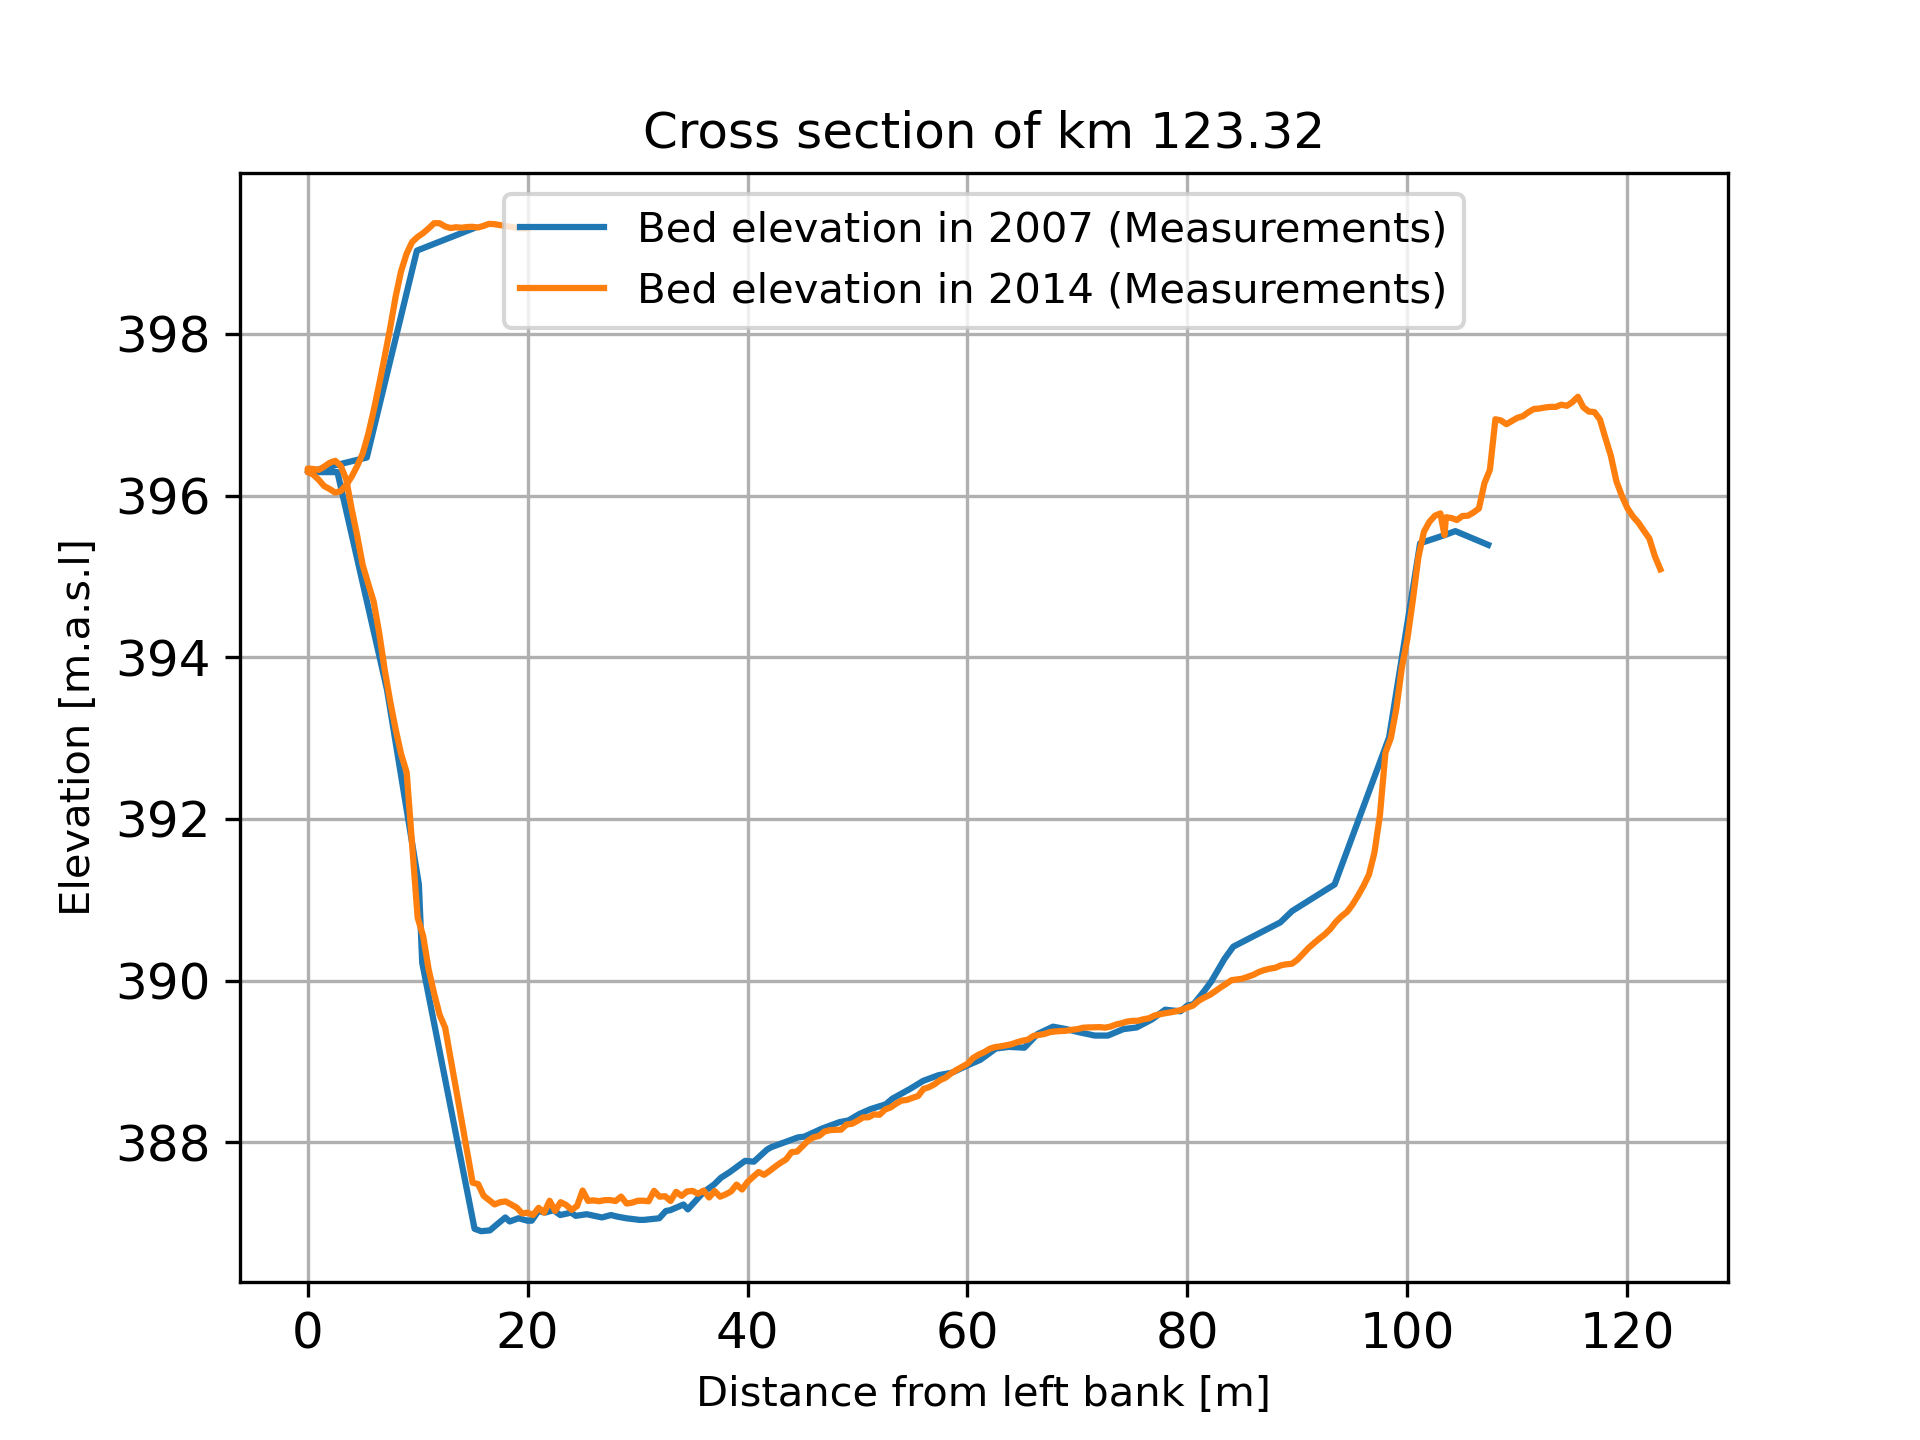 Cross section of km 123.32
Bed elevation in 2007 (Measurements)
Bed elevation in 2014 (Measurements)
398
396
394
392
390
388
Elevation [m.a.s.l]
0 20 40 60 80 100 120
Distance from left bank [m]